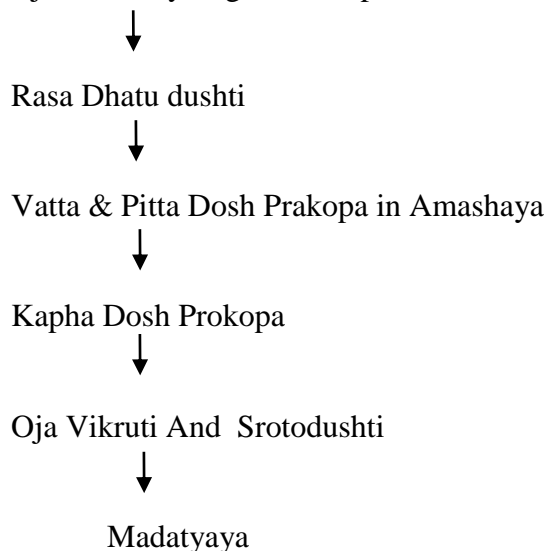 Rasa Dhatu dushti
Vatta & Pitta Dosh Prakopa in Amashaya
Kapha Dosh Prokopa
Oja Vikruti And Srotodushti
Madatyaya